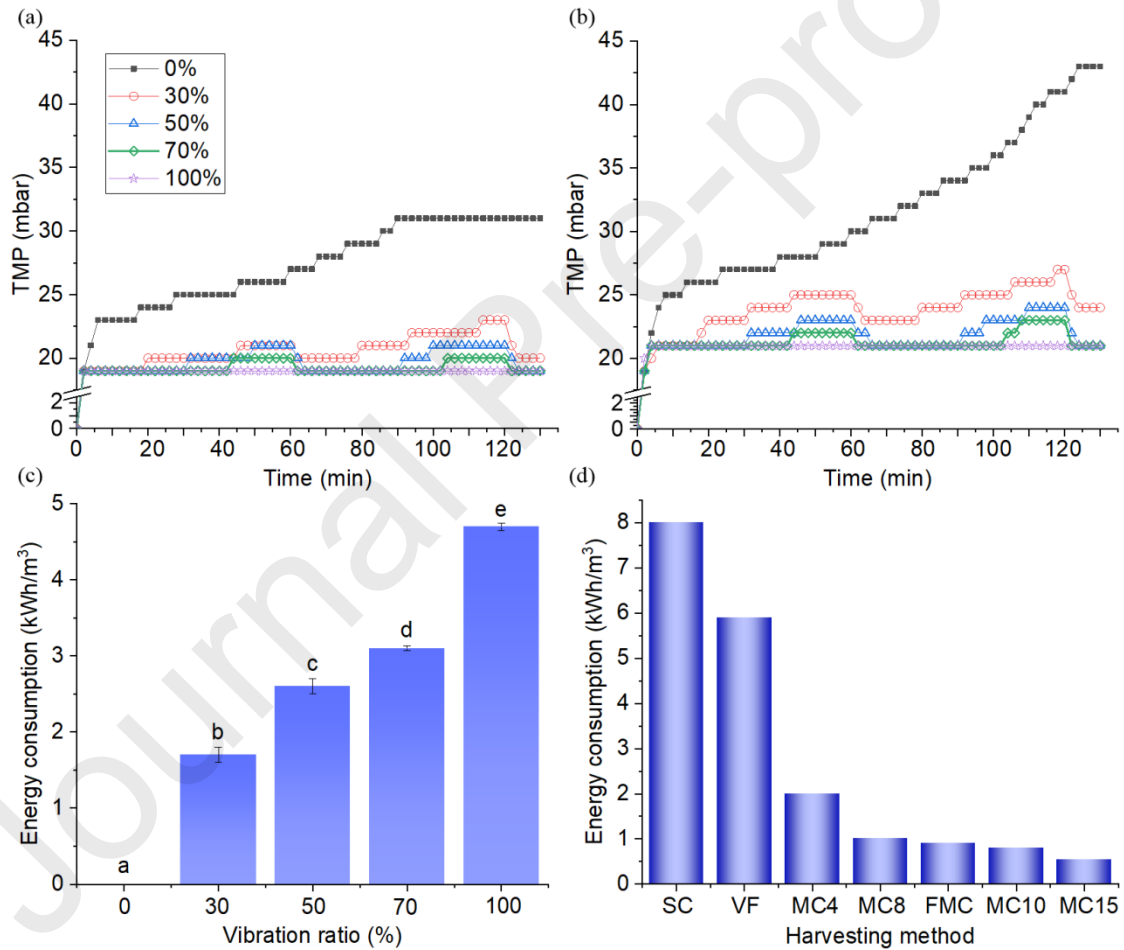 (a)
45
40
35
30
25
20
2
0
TMP (mbar)
0%
30%
50%
70%
100%
0 20 40 60 80 100 120
Time (min)
(b)
45
40
35
30
25
20
2
0
TMP (mbar)
0 20 40 60 80 100 120
Time (min)
(c)
5
4
3
2
1
0
Energy consumption (kWh/m³)
a
b
c
d
e
0 30 50 70 100
Vibration ratio (%)
(d)
8
7
6
5
4
3
2
1
0
Energy consumption (kWh/m³)
SC VF MC4 MC8 FMC MC10 MC15
Harvesting method
Journal Pre-pro